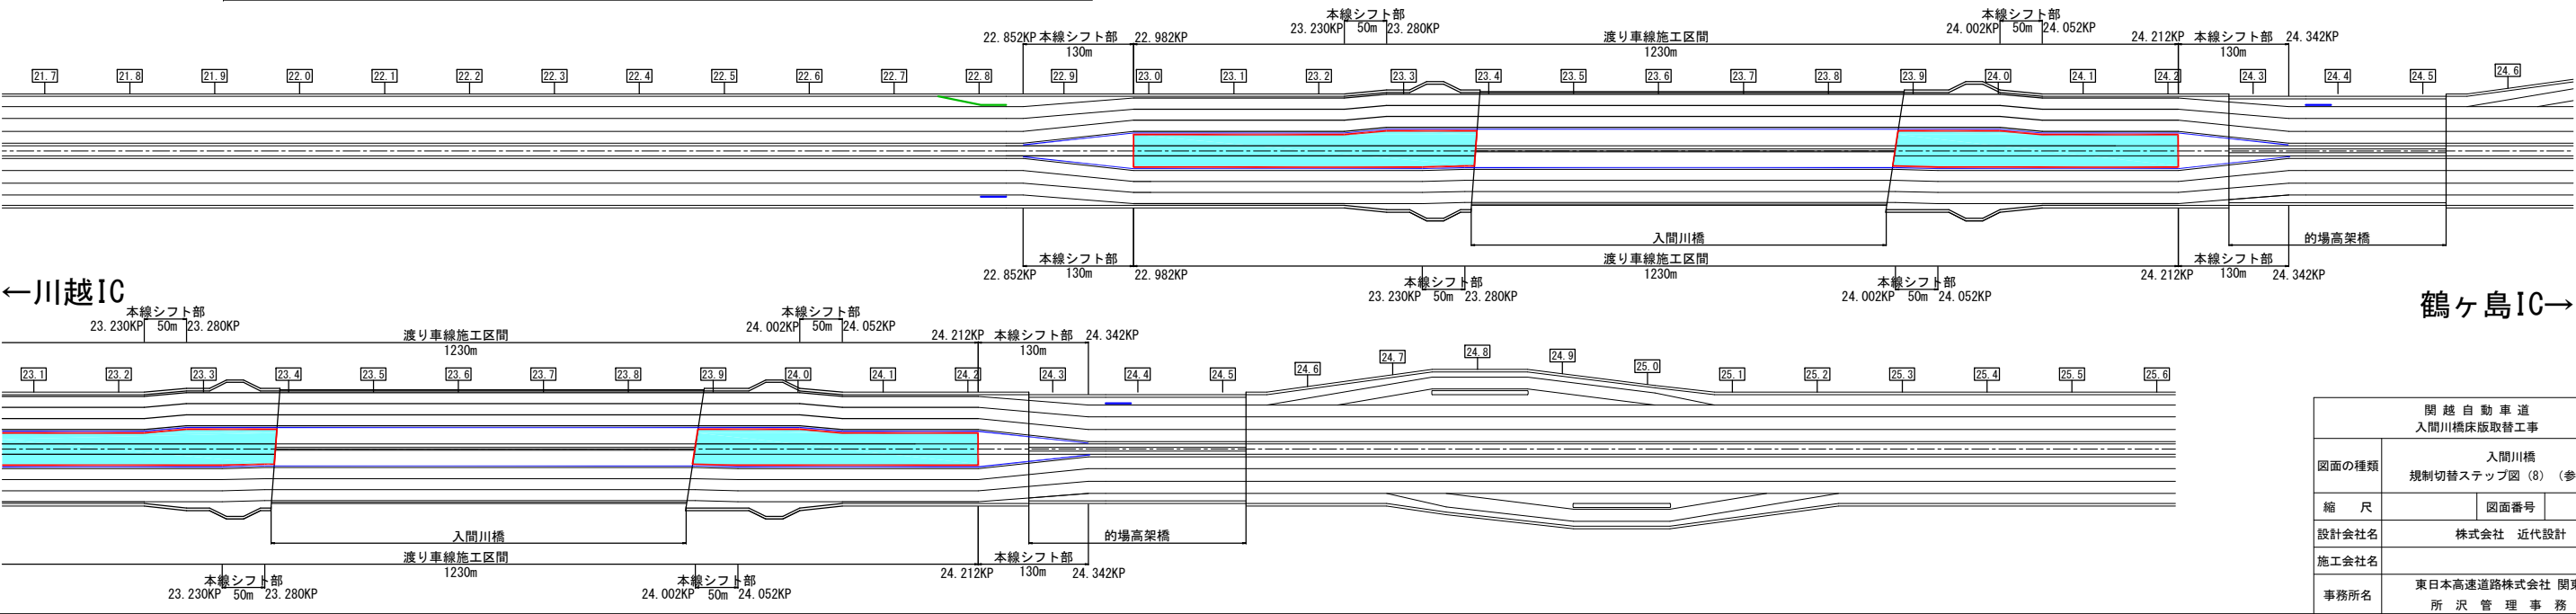 本線シフト部
23.230KP 50m 23.280KP
本線シフト部
24.002KP 50m 24.052KP
22.852KP 本線シフト部 22.982KP
130m
渡り車線施工区間
1230m
24.212KP 本線シフト部 24.342KP
130m
21.7 21.8 21.9 22.0 22.1 22.2 22.3 22.4 22.5 22.6 22.7 22.8 22.9 23.0 23.1 23.2 23.3 23.4 23.5 23.6 23.7 23.8 23.9 24.0 24.1 24.2 24.3 24.4 24.5 24.6
入間川橋
的場高架橋
22.852KP 本線シフト部 22.982KP
130m
渡り車線施工区間
1230m
24.212KP 本線シフト部 24.342KP
130m
本線シフト部
23.230KP 50m 23.280KP
本線シフト部
24.002KP 50m 24.052KP
←川越IC
鶴ヶ島IC→
本線シフト部
23.230KP 50m 23.280KP
本線シフト部
24.002KP 50m 24.052KP
渡り車線施工区間
1230m
24.212KP 本線シフト部 24.342KP
130m
23.1 23.2 23.3 23.4 23.5 23.6 23.7 23.8 23.9 24.0 24.1 24.2 24.3 24.4 24.5 24.6 24.7 24.8 24.9 25.0 25.1 25.2 25.3 25.4 25.5 25.6
入間川橋
的場高架橋
渡り車線施工区間
1230m
24.212KP 本線シフト部 24.342KP
130m
本線シフト部
23.230KP 50m 23.280KP
本線シフト部
24.002KP 50m 24.052KP
関越自動車道
入間川橋床版取替工事
図面の種類
入間川橋
規制切替ステップ図(8)(参
縮尺
図面番号
設計会社名
株式会社 近代設計
施工会社名
事務所名
東日本高速道路株式会社 関東
所沢管理事務